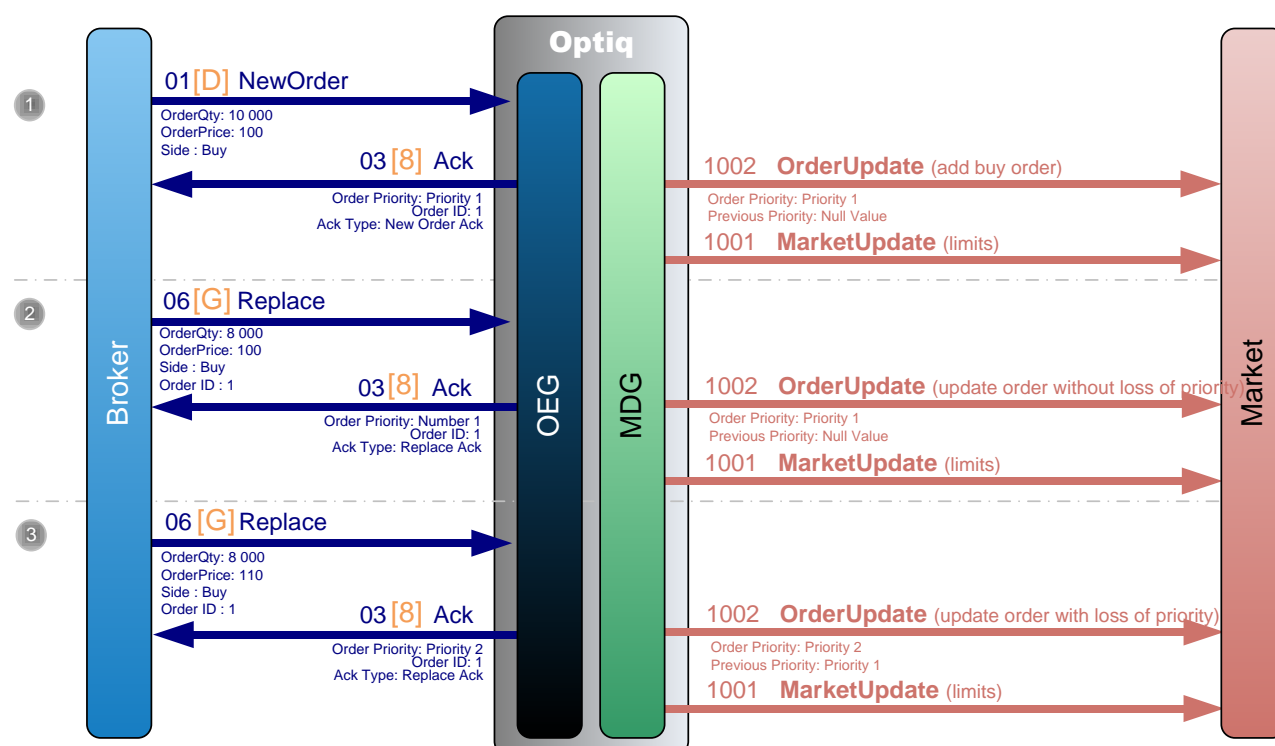 Optiq
Broker
OEG
MDG
Market
1
01[D] NewOrder
OrderQty: 10 000
OrderPrice: 100
Side : Buy
03 [8] Ack
Order Priority: Priority 1
Order ID: 1
Ack Type: New Order Ack
1002 OrderUpdate (add buy order)
Order Priority: Priority 1
Previous Priority: Null Value
1001 MarketUpdate (limits)
2
06 [G] Replace
OrderQty: 8 000
OrderPrice: 100
Side : Buy
Order ID : 1
03 [8] Ack
Order Priority: Number 1
Order ID: 1
Ack Type: Replace Ack
1002 OrderUpdate (update order without loss of priority)
Order Priority: Priority 1
Previous Priority: Null Value
1001 MarketUpdate (limits)
3
06 [G] Replace
OrderQty: 8 000
OrderPrice: 110
Side : Buy
Order ID : 1
03 [8] Ack
Order Priority: Priority 2
Order ID: 1
Ack Type: Replace Ack
1002 OrderUpdate (update order with loss of priority)
Order Priority: Priority 2
Previous Priority: Priority 1
1001 MarketUpdate (limits)